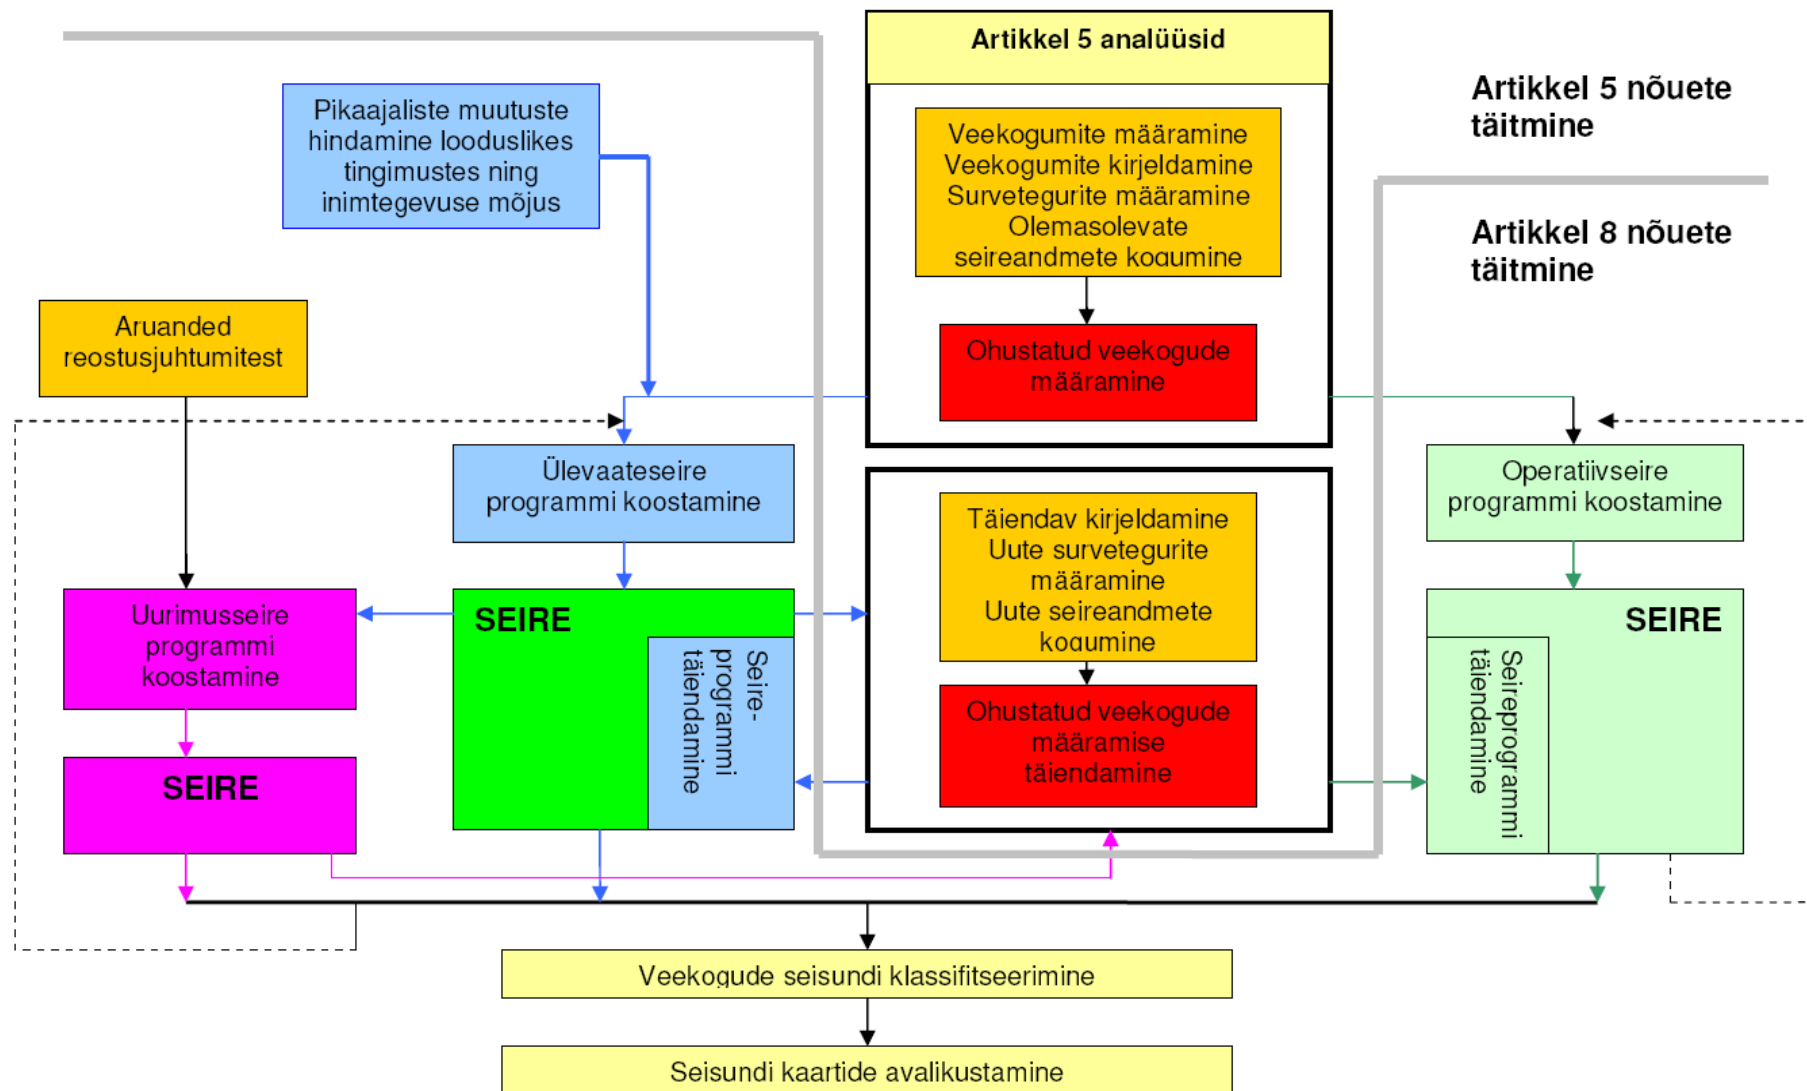 Artikkel 5 analüüsid
Artikkel 5 nõuete
täitmine
Pikaajaliste muutuste
hindamine looduslikes
tingimustes ning
inimtegevuse mõjus
Veekogumite määramine
Veekogumite kirjeldamine
Survetegurite määramine
Olemasolevate
seireandmete kogumine
Artikkel 8 nõuete
täitmine
Aruanded
reostusjuhtumitest
Ohustatud veekogude
määramine
Ülevaateseire
programmi koostamine
Operatiivseire
programmi koostamine
Täiendav kirjeldamine
Uute survetegurite
määramine
Uute seireandmete
kogumine
Uurimusseire
programmi
koostamine
SEIRE
Seire-
programmi
täiendamine
SEIRE
Seireprogrammi
täiendamine
Ohustatud veekogude
määramise
täiendamine
SEIRE
Veekogude seisundi klassifitseerimine
Seisundi kaartide avalikustamine